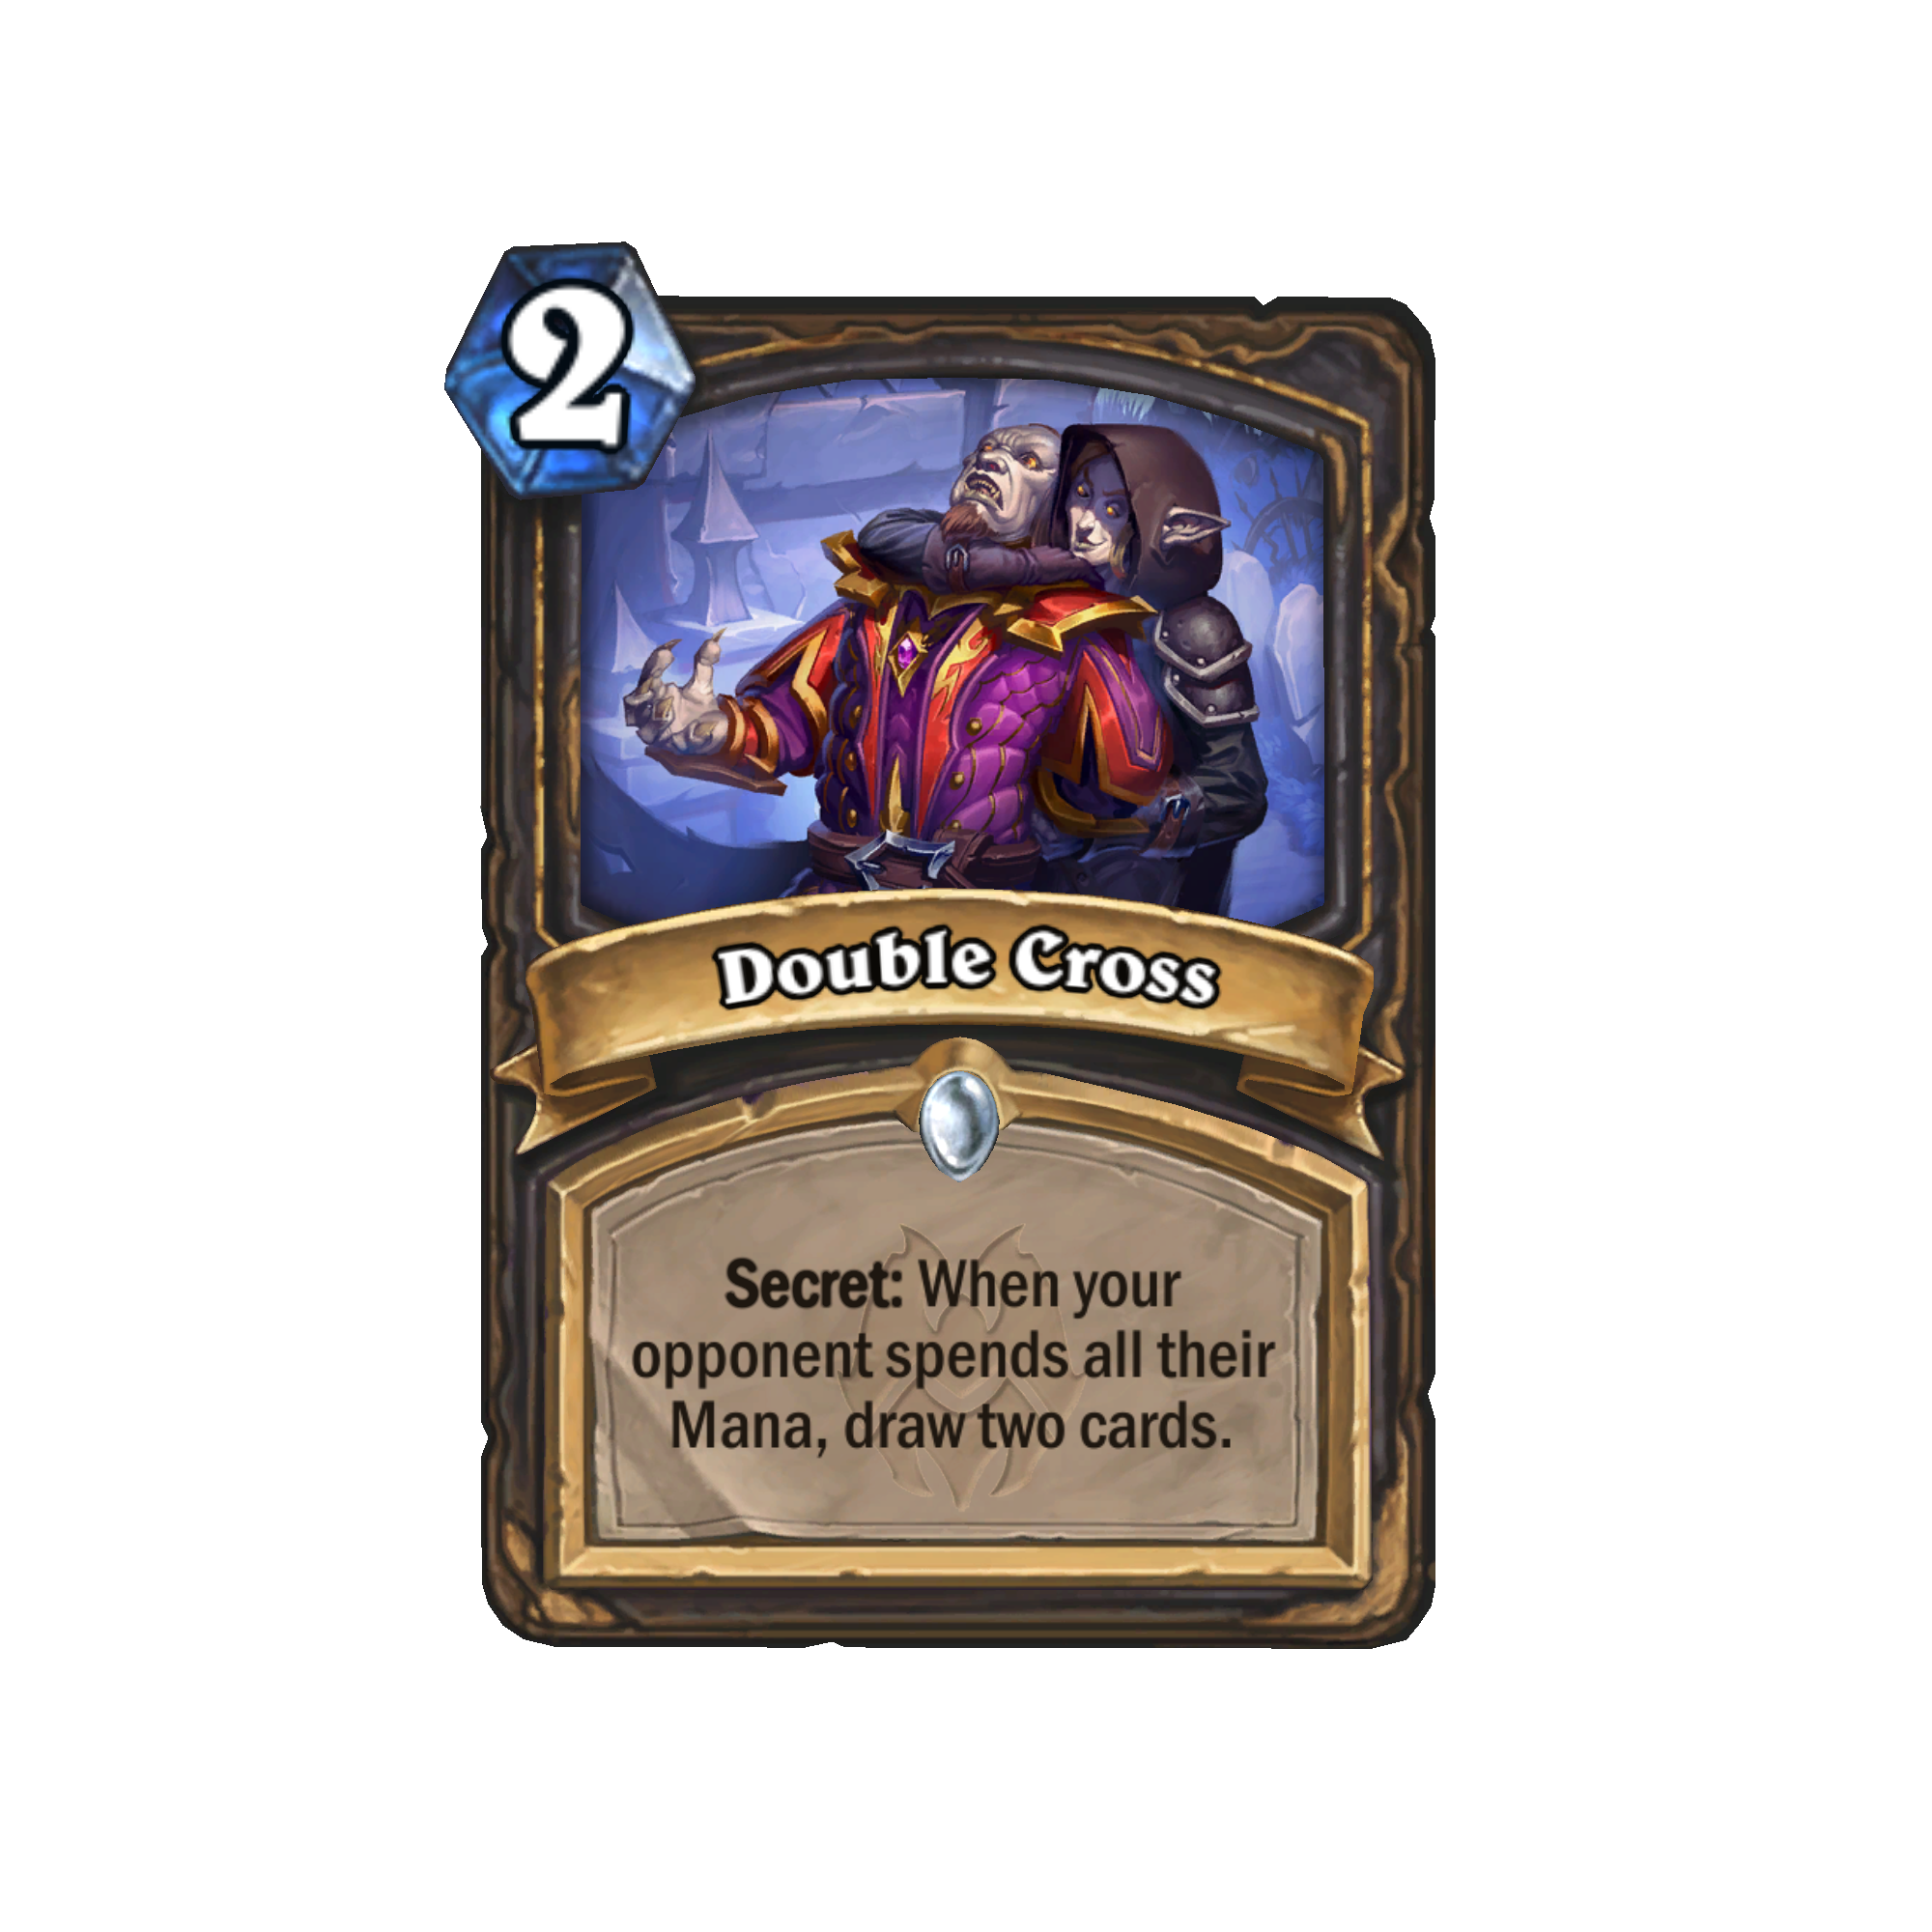 2
Double Cross
Secret: When your
opponent spends all their
Mana, draw two cards.